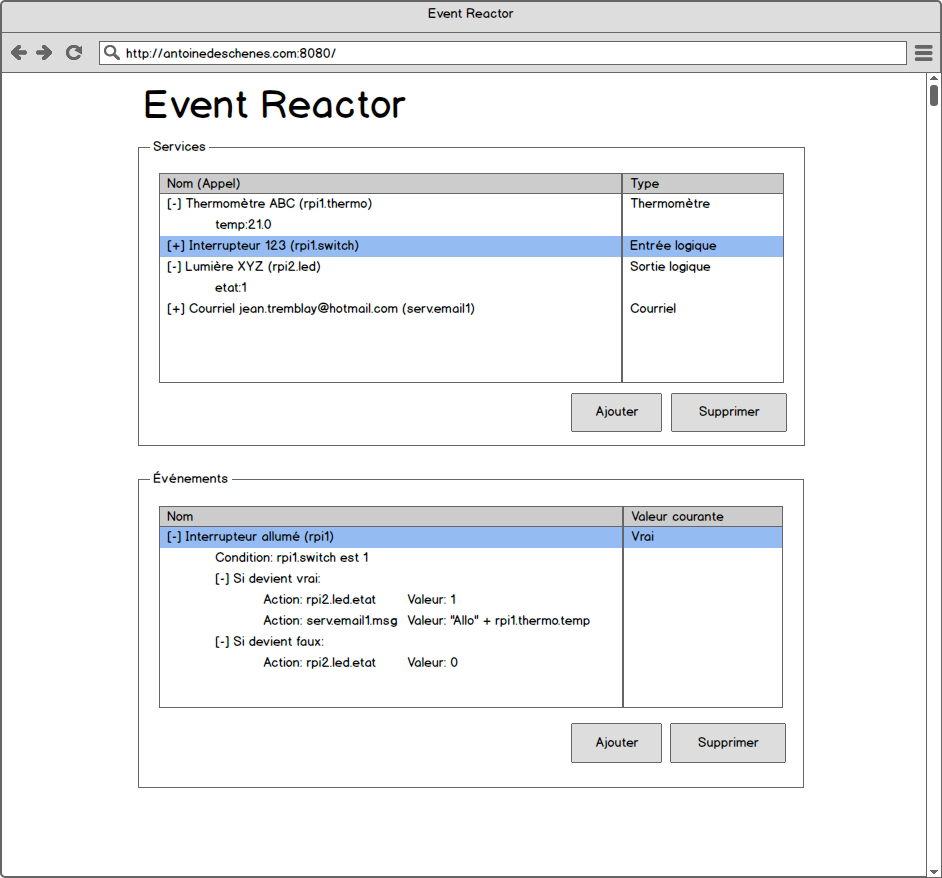 Event Reactor
http://antoinedeschenes.com:8080/
Event Reactor
Services
Nom (Appel) Type
[-] Thermomètre ABC (rpi1.thermo) Thermomètre
temp:21.0
[+] Interrupteur 123 (rpi1.switch) Entrée logique
[-] Lumière XYZ (rpi2.led) Sortie logique
etat:1
[+] Courriel jean.tremblay@hotmail.com (serv.email1) Courriel
Ajouter Supprimer
Événements
Nom Valeur courante
[-] Interrupteur allumé (rpi1) Vrai
Condition: rpi1.switch est 1
[-] Si devient vrai:
Action: rpi2.led.etat Valeur: 1
Action: serv.email1.msg Valeur: "Allo" + rpi1.thermo.temp
[-] Si devient faux:
Action: rpi2.led.etat Valeur: 0
Ajouter Supprimer